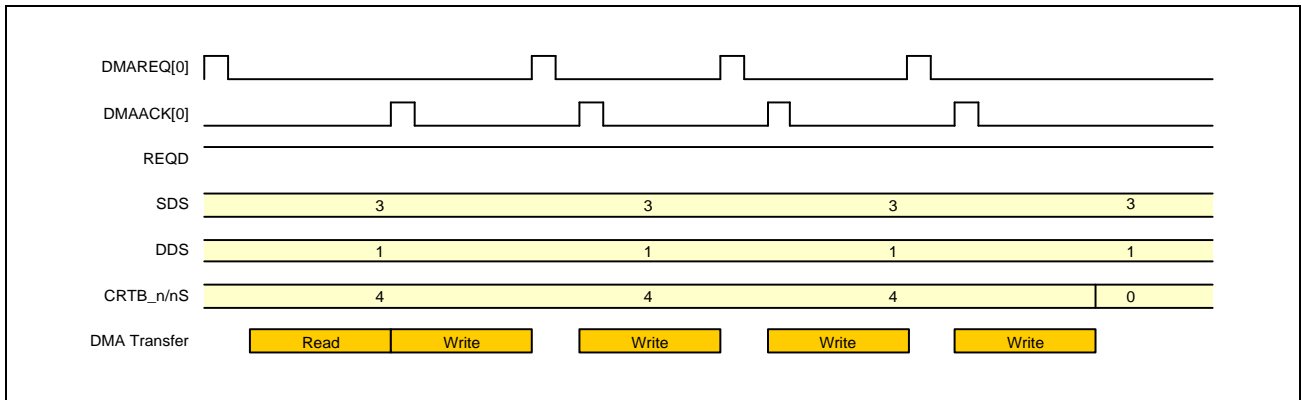 DMAREQ[0]
DMAACK[0]
REQD
SDS 3 3 3 3
DDS 1 1 1 1
CRTB_n/nS 4 4 4 0
DMA Transfer Read Write Write Write Write